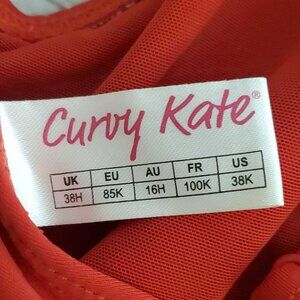 Curvy Kate®
UK EU AU FR US
38H 85K 16H 100K 38K